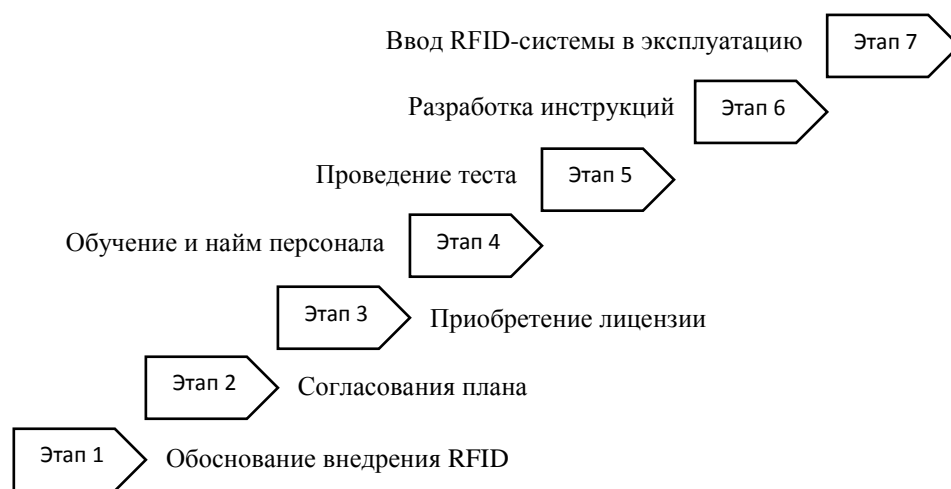 Ввод RFID-системы в эксплуатацию Этап 7
Разработка инструкций Этап 6
Проведение теста Этап 5
Обучение и найм персонала Этап 4
Этап 3 Приобретение лицензии
Этап 2 Согласования плана
Этап 1 Обоснование внедрения RFID